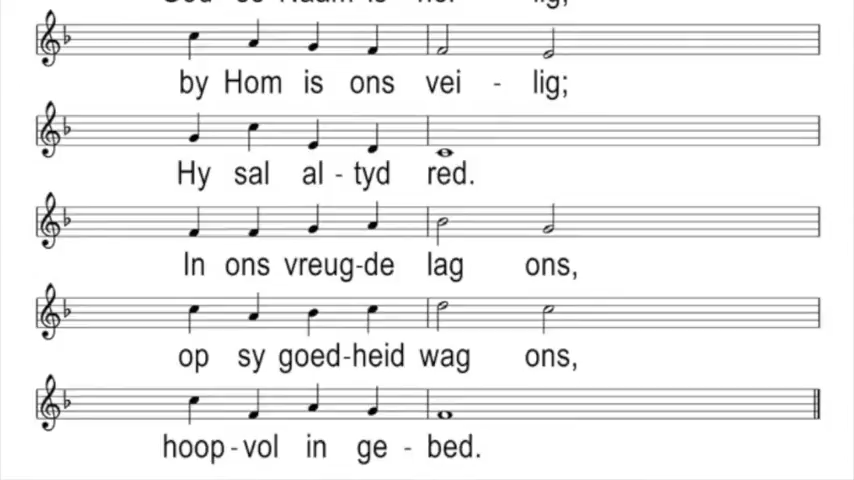 by Hom is ons vei - lig;
Hy sal al - tyd red.
In ons vreug-de lag ons,
op sy goed-heid wag ons,
hoop-vol in ge - bed.